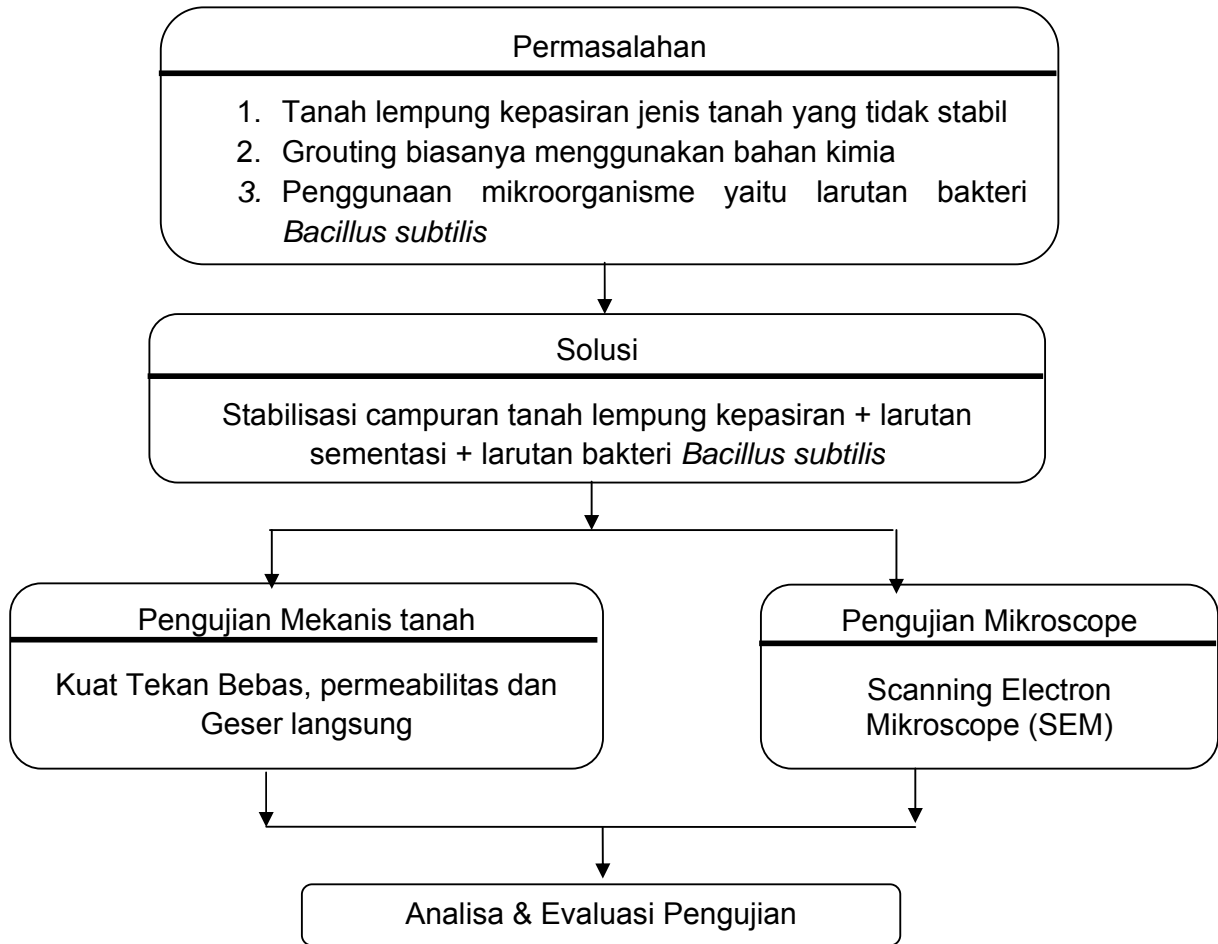 Permasalahan
1. Tanah lempung kepasiran jenis tanah yang tidak stabil
2. Grouting biasanya menggunakan bahan kimia
3. Penggunaan mikroorganisme yaitu larutan bakteri
Bacillus subtilis
Solusi
Stabilisasi campuran tanah lempung kepasiran + larutan
sementasi + larutan bakteri Bacillus subtilis
Pengujian Mekanis tanah
Kuat Tekan Bebas, permeabilitas dan
Geser langsung
Pengujian Mikroscope
Scanning Electron
Mikroscope (SEM)
Analisa & Evaluasi Pengujian